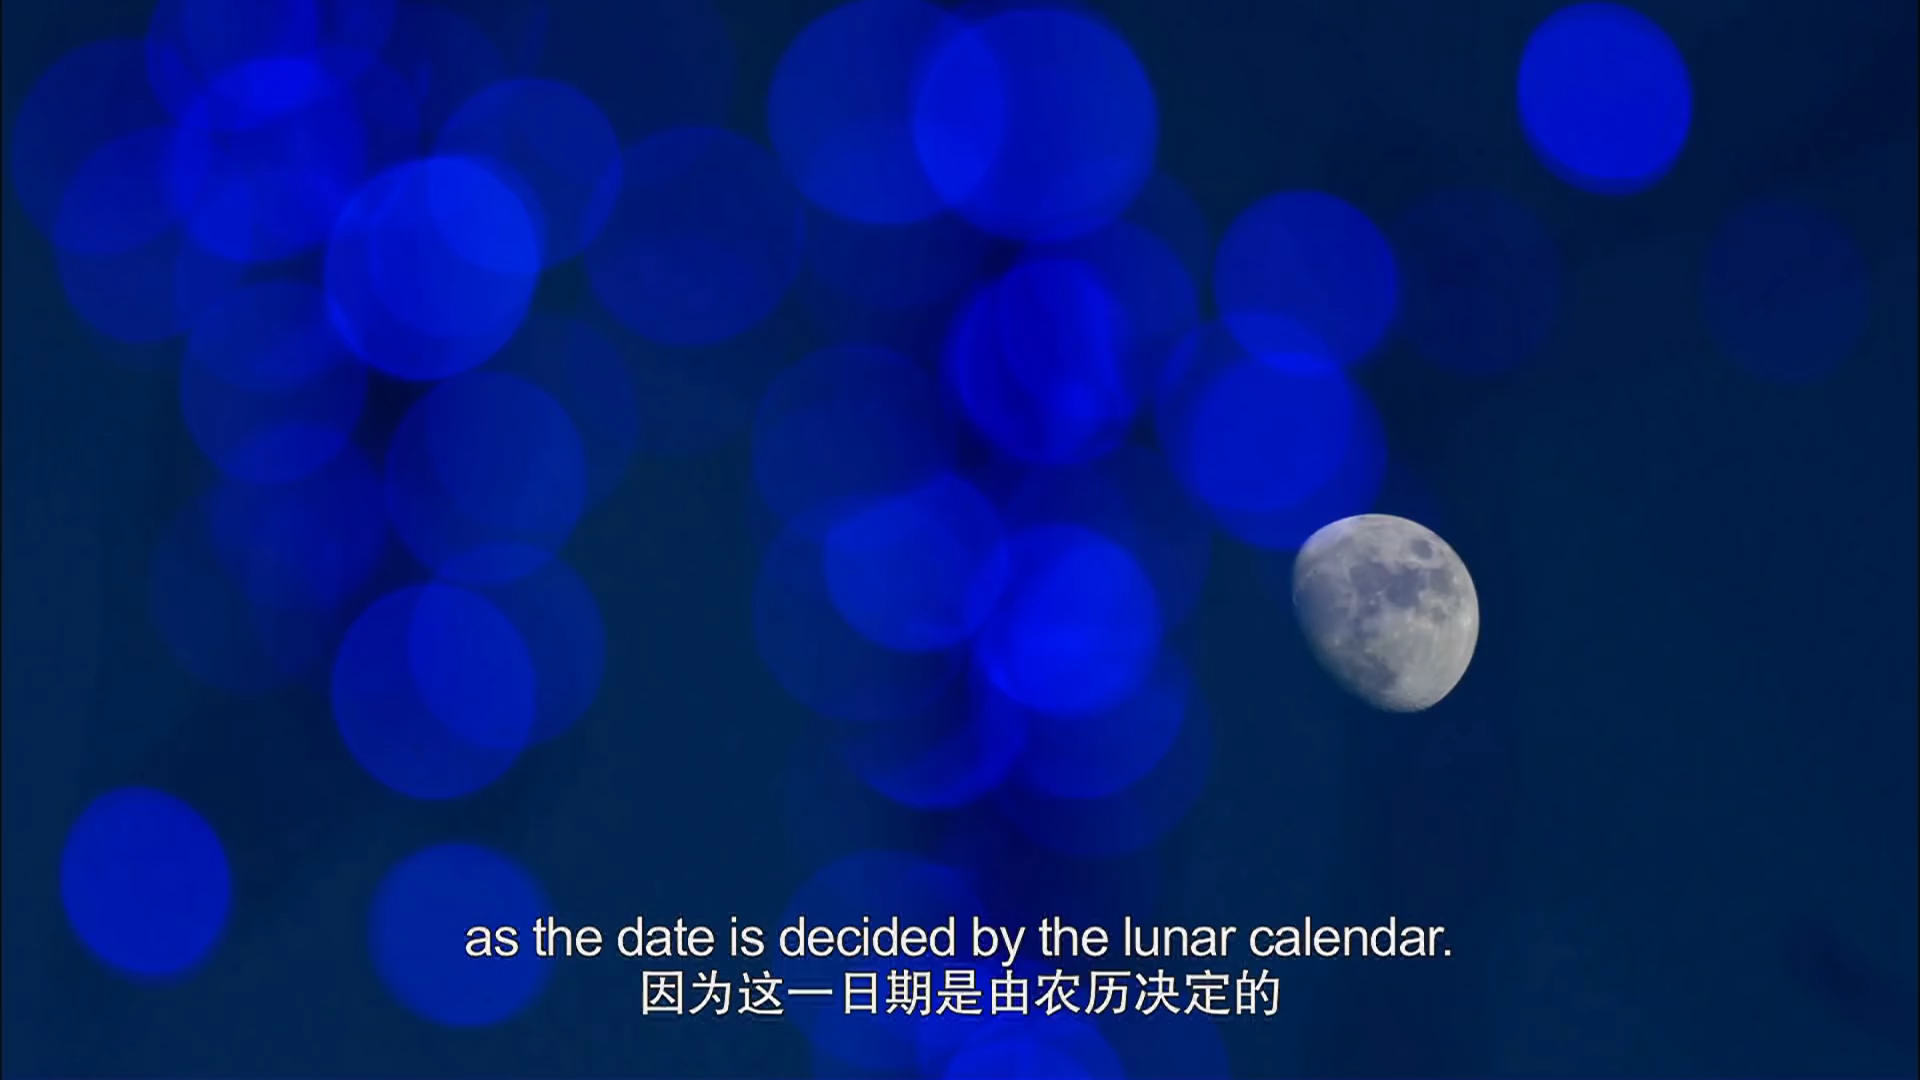 as the date is decided by the lunar calendar.
因为这一日期是由农历决定的